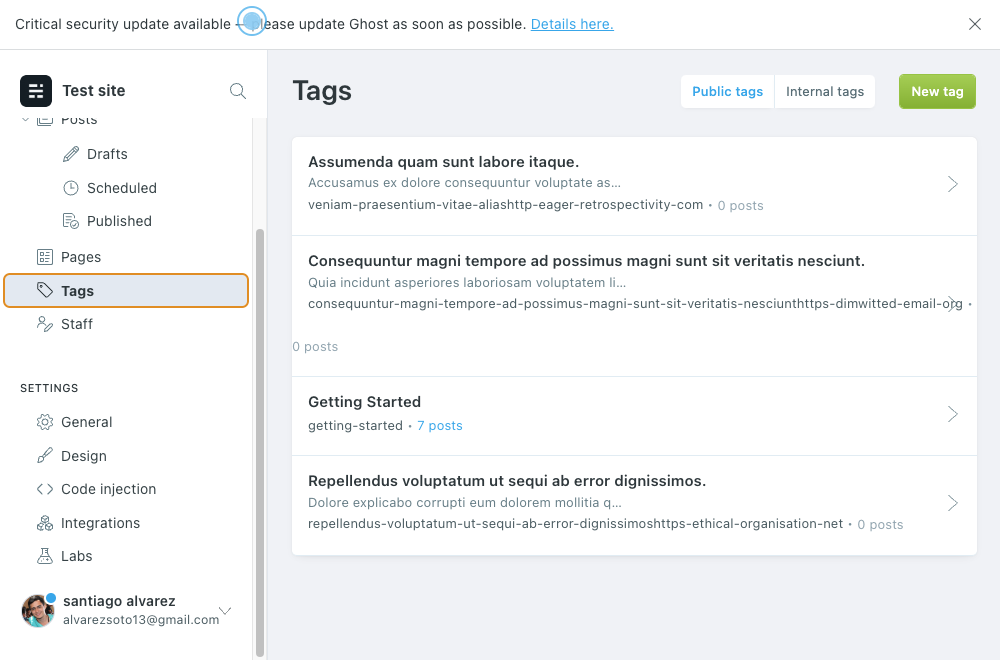 Critical security update available — please update Ghost as soon as possible. Details here.
Test site
Posts
Drafts
Scheduled
Published
Pages
Tags
Staff
SETTINGS
General
Design
Code injection
Integrations
Labs
santiago alvarez
alvarezsoto13@gmail.com
Tags
Public tags
Internal tags
New tag
Assumenda quam sunt labore itaque.
Accusamus ex dolore consequuntur voluptate as...
veniam-praesentium-vitae-aliashttp-eager-retrospectivity-com • 0 posts
Consequuntur magni tempore ad possimus magni sunt sit veritatis nesciunt.
Quia incidunt asperiores laboriosam voluptatem li...
consequuntur-magni-tempore-ad-possimus-magni-sunt-sit-veritatis-nesciunthttps-dimwitted-email-org •
0 posts
Getting Started
getting-started • 7 posts
Repellendus voluptatum ut sequi ab error dignissimos.
Dolore explicabo corrupti eum dolorem mollitia q...
repellendus-voluptatum-ut-sequi-ab-error-dignissimoshttps-ethical-organisation-net • 0 posts